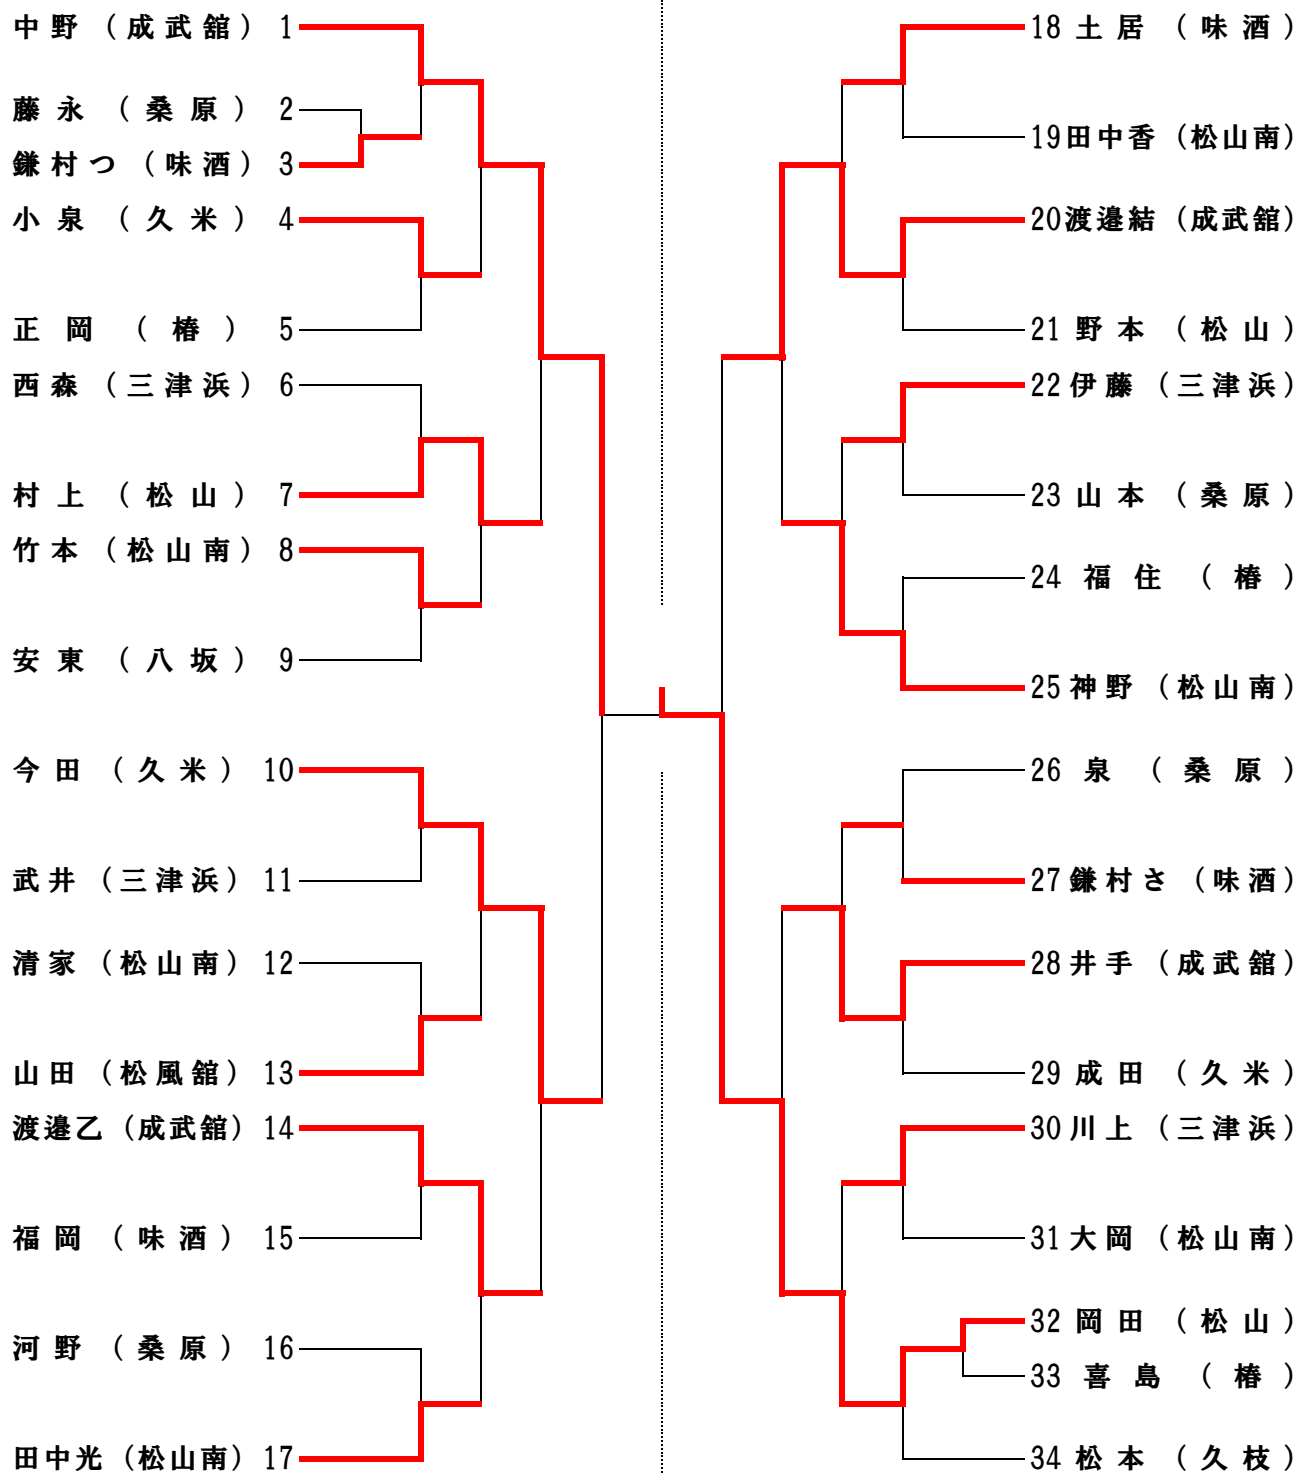 中野（成武舘） 1
藤永（桑原） 2
鎌村つ（味酒） 3
小泉（久米） 4
正岡（椿） 5
西森（三津浜） 6
村上（松山） 7
竹本（松山南） 8
安東（八坂） 9
今田（久米） 10
武井（三津浜） 11
清家（松山南） 12
山田（松風舘） 13
渡邉乙（成武舘） 14
福岡（味酒） 15
河野（桑原） 16
田中光（松山南） 17
18 土居（味酒）
19 田中香（松山南）
20 渡邉結（成武舘）
21 野本（松山）
22 伊藤（三津浜）
23 山本（桑原）
24 福住（椿）
25 神野（松山南）
26 泉（桑原）
27 鎌村さ（味酒）
28 井手（成武舘）
29 成田（久米）
30 川上（三津浜）
31 大岡（松山南）
32 岡田（松山）
33 喜島（椿）
34 松本（久枝）